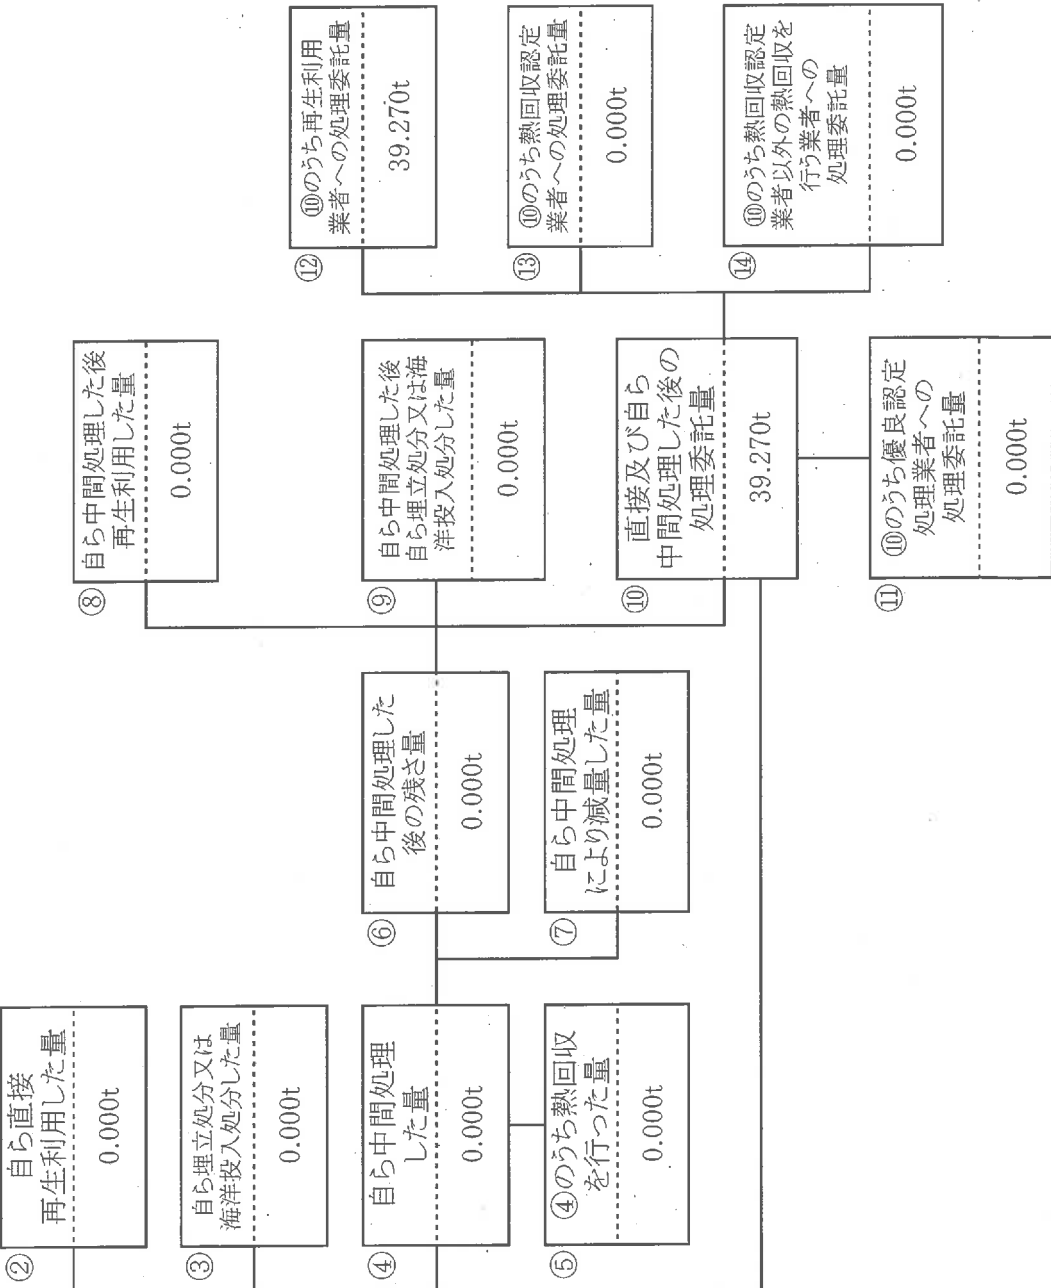 ②
自ら直接
再生利用した量
0.000t
③
自ら埋立処分又は
海洋投入処分した量
0.000t
④
自ら中間処理
した量
0.000t
⑤
④のうち熱回収
を行った量
0.000t
⑥
自ら中間処理した
後の残さ量
0.000t
⑦
自ら中間処理
により減量した量
0.000t
⑧
自ら中間処理した後
再生利用した量
0.000t
⑨
自ら中間処理した後
自ら埋立処分又は海
洋投入処分した量
0.000t
⑩
直接及び自ら
中間処理した後の
処理委託量
39.270t
⑪
⑩のうち優良認定
処理業者への
処理委託量
0.000t
⑫
⑩のうち再生利用
業者への処理委託量
39.270t
⑬
⑩のうち熱回収認定
業者への処理委託量
0.000t
⑭
⑩のうち熱回収認定
業者以外の熱回収を
行う業者への
処理委託量
0.000t